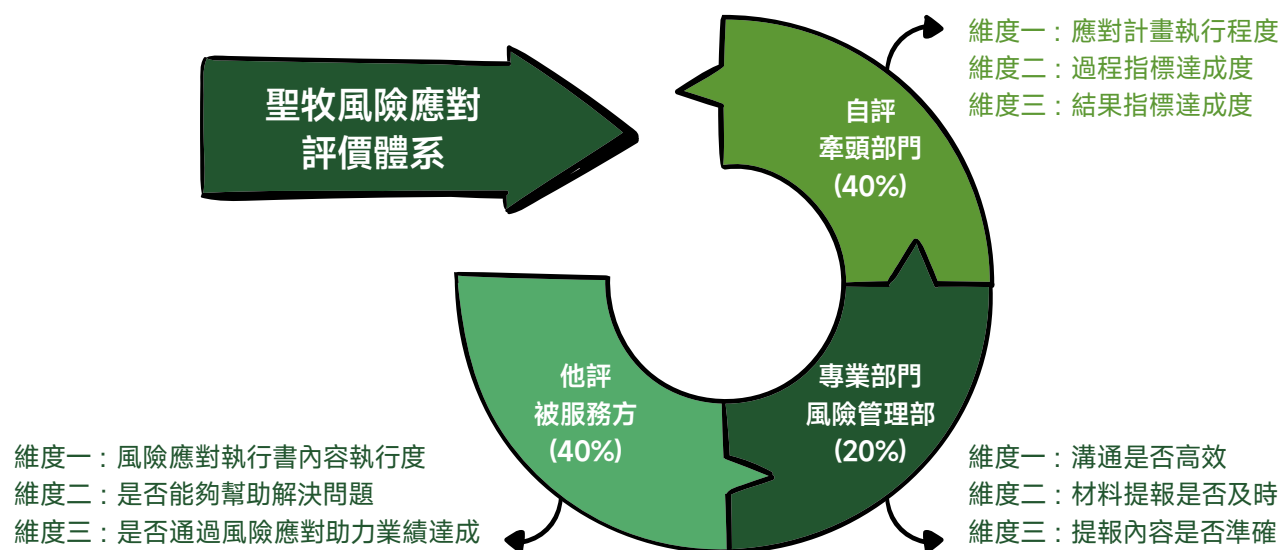 聖牧風險應對
評價體系
自評
牽頭部門
(40%)
維度一：應對計畫執行程度
維度二：過程指標達成度
維度三：結果指標達成度
專業部門
風險管理部
(20%)
維度一：溝通是否高效
維度二：材料提報是否及時
維度三：提報內容是否準確
他評
被服務方
(40%)
維度一：風險應對執行書內容執行度
維度二：是否能夠幫助解決問題
維度三：是否通過風險應對助力業績達成